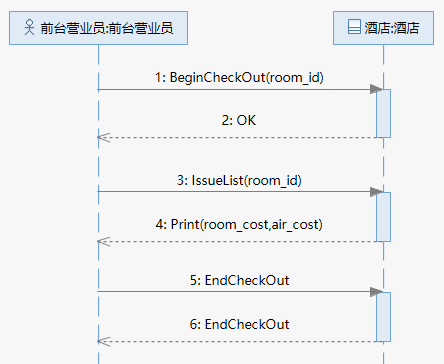 前台营业员:前台营业员
酒店:酒店
1: BeginCheckOut(room_id)
2: OK
3: IssueList(room_id)
4: Print(room_cost,air_cost)
5: EndCheckOut
6: EndCheckOut